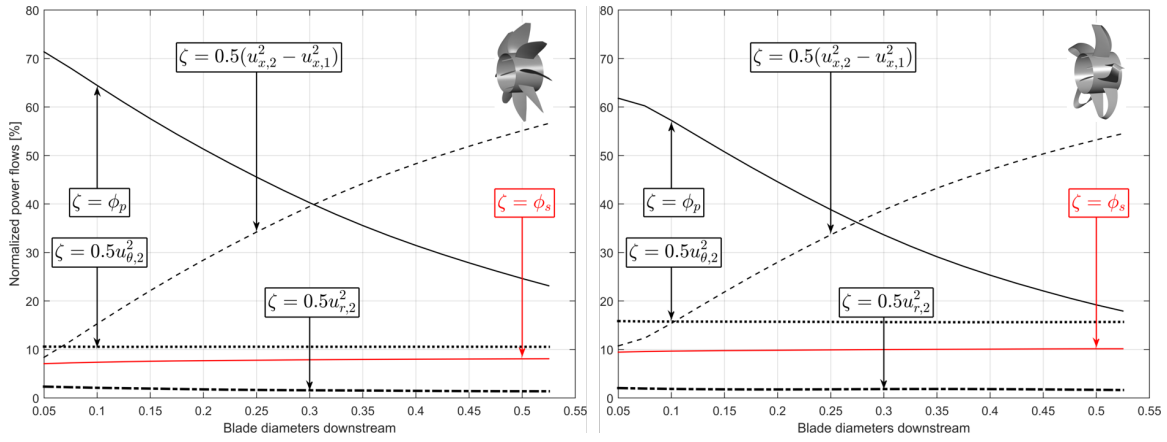 Normalized power flows [%]
80
70
60
50
40
30
20
10
0
ζ = 0.5(u²ₓ,₂ − u²ₓ,₁)
ζ = ϕₚ
ζ = ϕₛ
ζ = 0.5u²θ,₂
ζ = 0.5u²ᵣ,₂
0.05 0.1 0.15 0.2 0.25 0.3 0.35 0.4 0.45 0.5 0.55
Blade diameters downstream
80
70
60
50
40
30
20
10
0
ζ = 0.5(u²ₓ,₂ − u²ₓ,₁)
ζ = ϕₚ
ζ = ϕₛ
ζ = 0.5u²θ,₂
ζ = 0.5u²ᵣ,₂
0.05 0.1 0.15 0.2 0.25 0.3 0.35 0.4 0.45 0.5 0.55
Blade diameters downstream